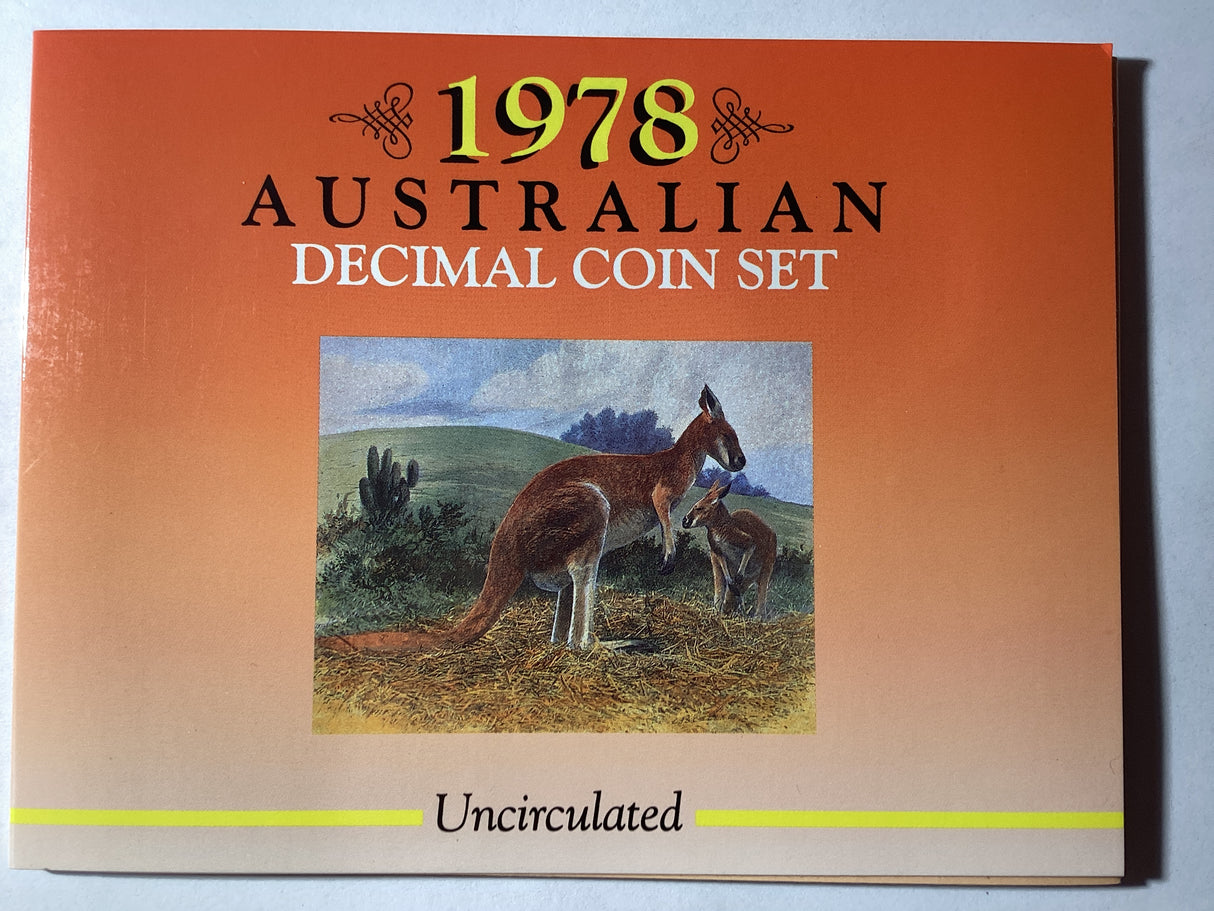 1978
AUSTRALIAN
DECIMAL COIN SET
Uncirculated